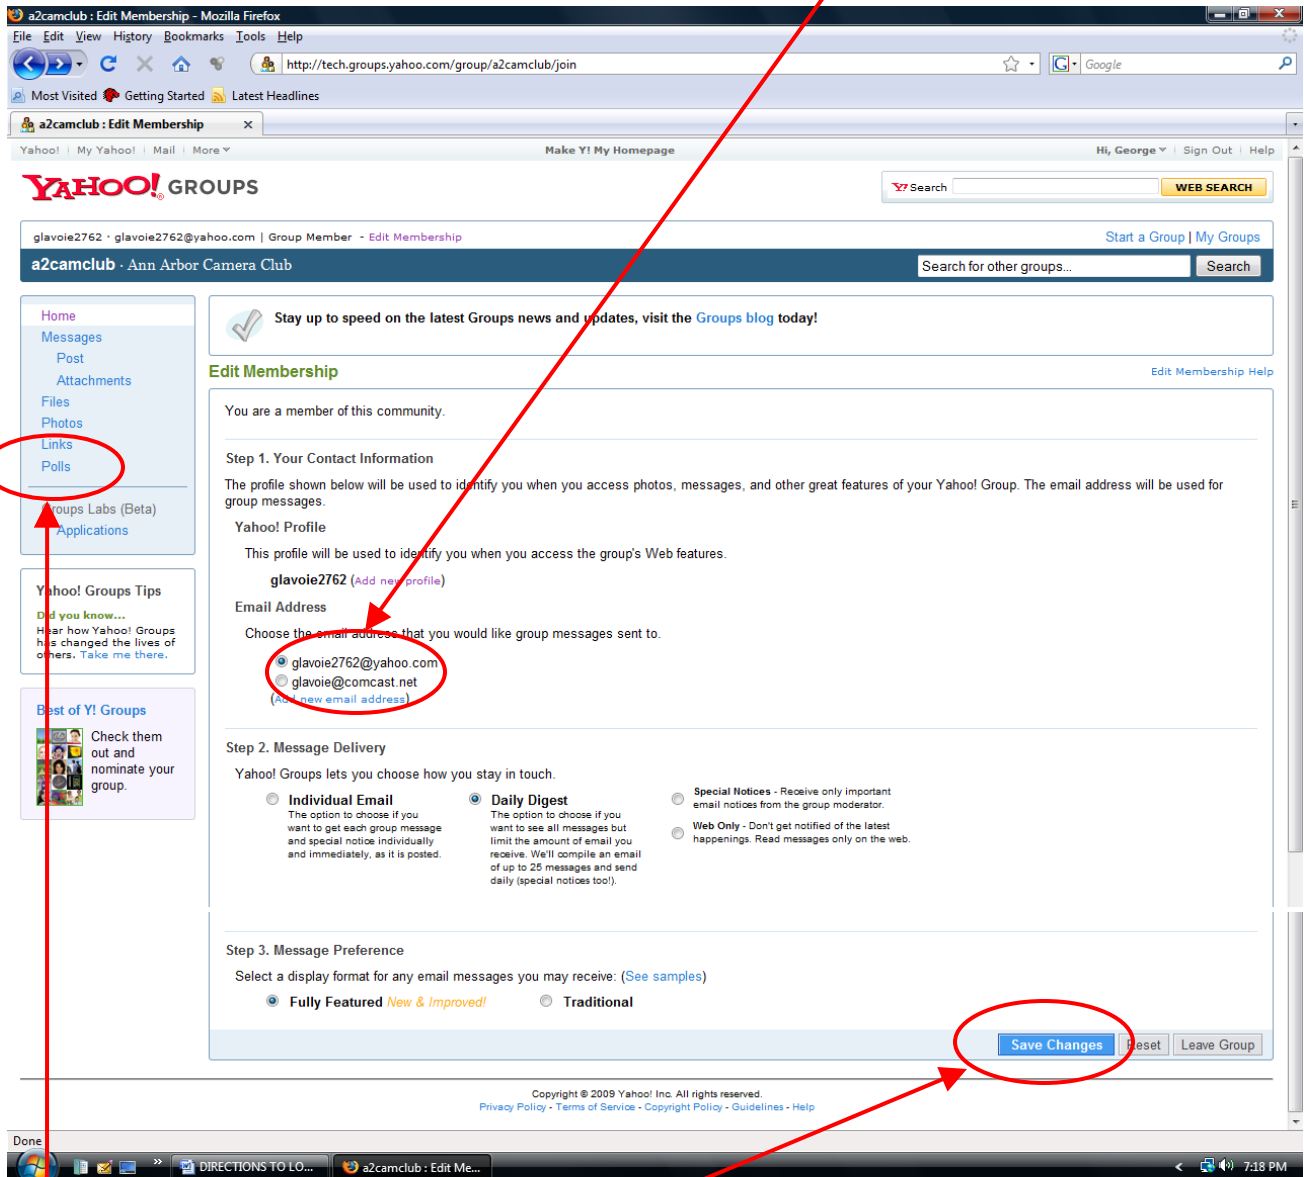 a2camclub : Edit Membership - Mozilla Firefox
File Edit View History Bookmarks Tools Help
http://tech.groups.yahoo.com/group/a2camclub/join
G Google
Most Visited Getting Started Latest Headlines
a2camclub : Edit Membership x
Yahoo! My Yahoo! Mail More Make Y! My Homepage Hi, George Sign Out Help
YAHOO! GROUPS
Y! Search WEB SEARCH
glavoie2762 · glavoie2762@yahoo.com | Group Member - Edit Membership Start a Group | My Groups
a2camclub · Ann Arbor Camera Club Search for other groups... Search
Home
Messages
Post
Attachments
Files
Photos
Links
Polls
Groups Labs (Beta)
Applications
Yahoo! Groups Tips
Did you know...
Hear how Yahoo! Groups
has changed the lives of
others. Take me there.
Best of Y! Groups
Check them
out and
nominate your
group.
Stay up to speed on the latest Groups news and updates, visit the Groups blog today!
Edit Membership Edit Membership Help
You are a member of this community.
Step 1. Your Contact Information
The profile shown below will be used to identify you when you access photos, messages, and other great features of your Yahoo! Group. The email address will be used for
group messages.
Yahoo! Profile
This profile will be used to identify you when you access the group's Web features.
glavoie2762 (Add new profile)
Email Address
Choose the email address that you would like group messages sent to.
glavoie2762@yahoo.com
glavoie@comcast.net
(Add new email address)
Step 2. Message Delivery
Yahoo! Groups lets you choose how you stay in touch.
Individual Email
The option to choose if you
want to get each group message
and special notice individually
and immediately, as it is posted.
Daily Digest
The option to choose if you
want to see all messages but
limit the amount of email you
receive. We'll compile an email
of up to 25 messages and send
daily (special notices too!).
Special Notices - Receive only important
email notices from the group moderator.
Web Only - Don't get notified of the latest
happenings. Read messages only on the web.
Step 3. Message Preference
Select a display format for any email messages you may receive: (See samples)
Fully Featured New & Improved! Traditional
Save Changes Reset Leave Group
Copyright © 2009 Yahoo! Inc. All rights reserved.
Privacy Policy - Terms of Service - Copyright Policy - Guidelines - Help
Done
DIRECTIONS TO LO... a2camclub : Edit Me... 7:18 PM